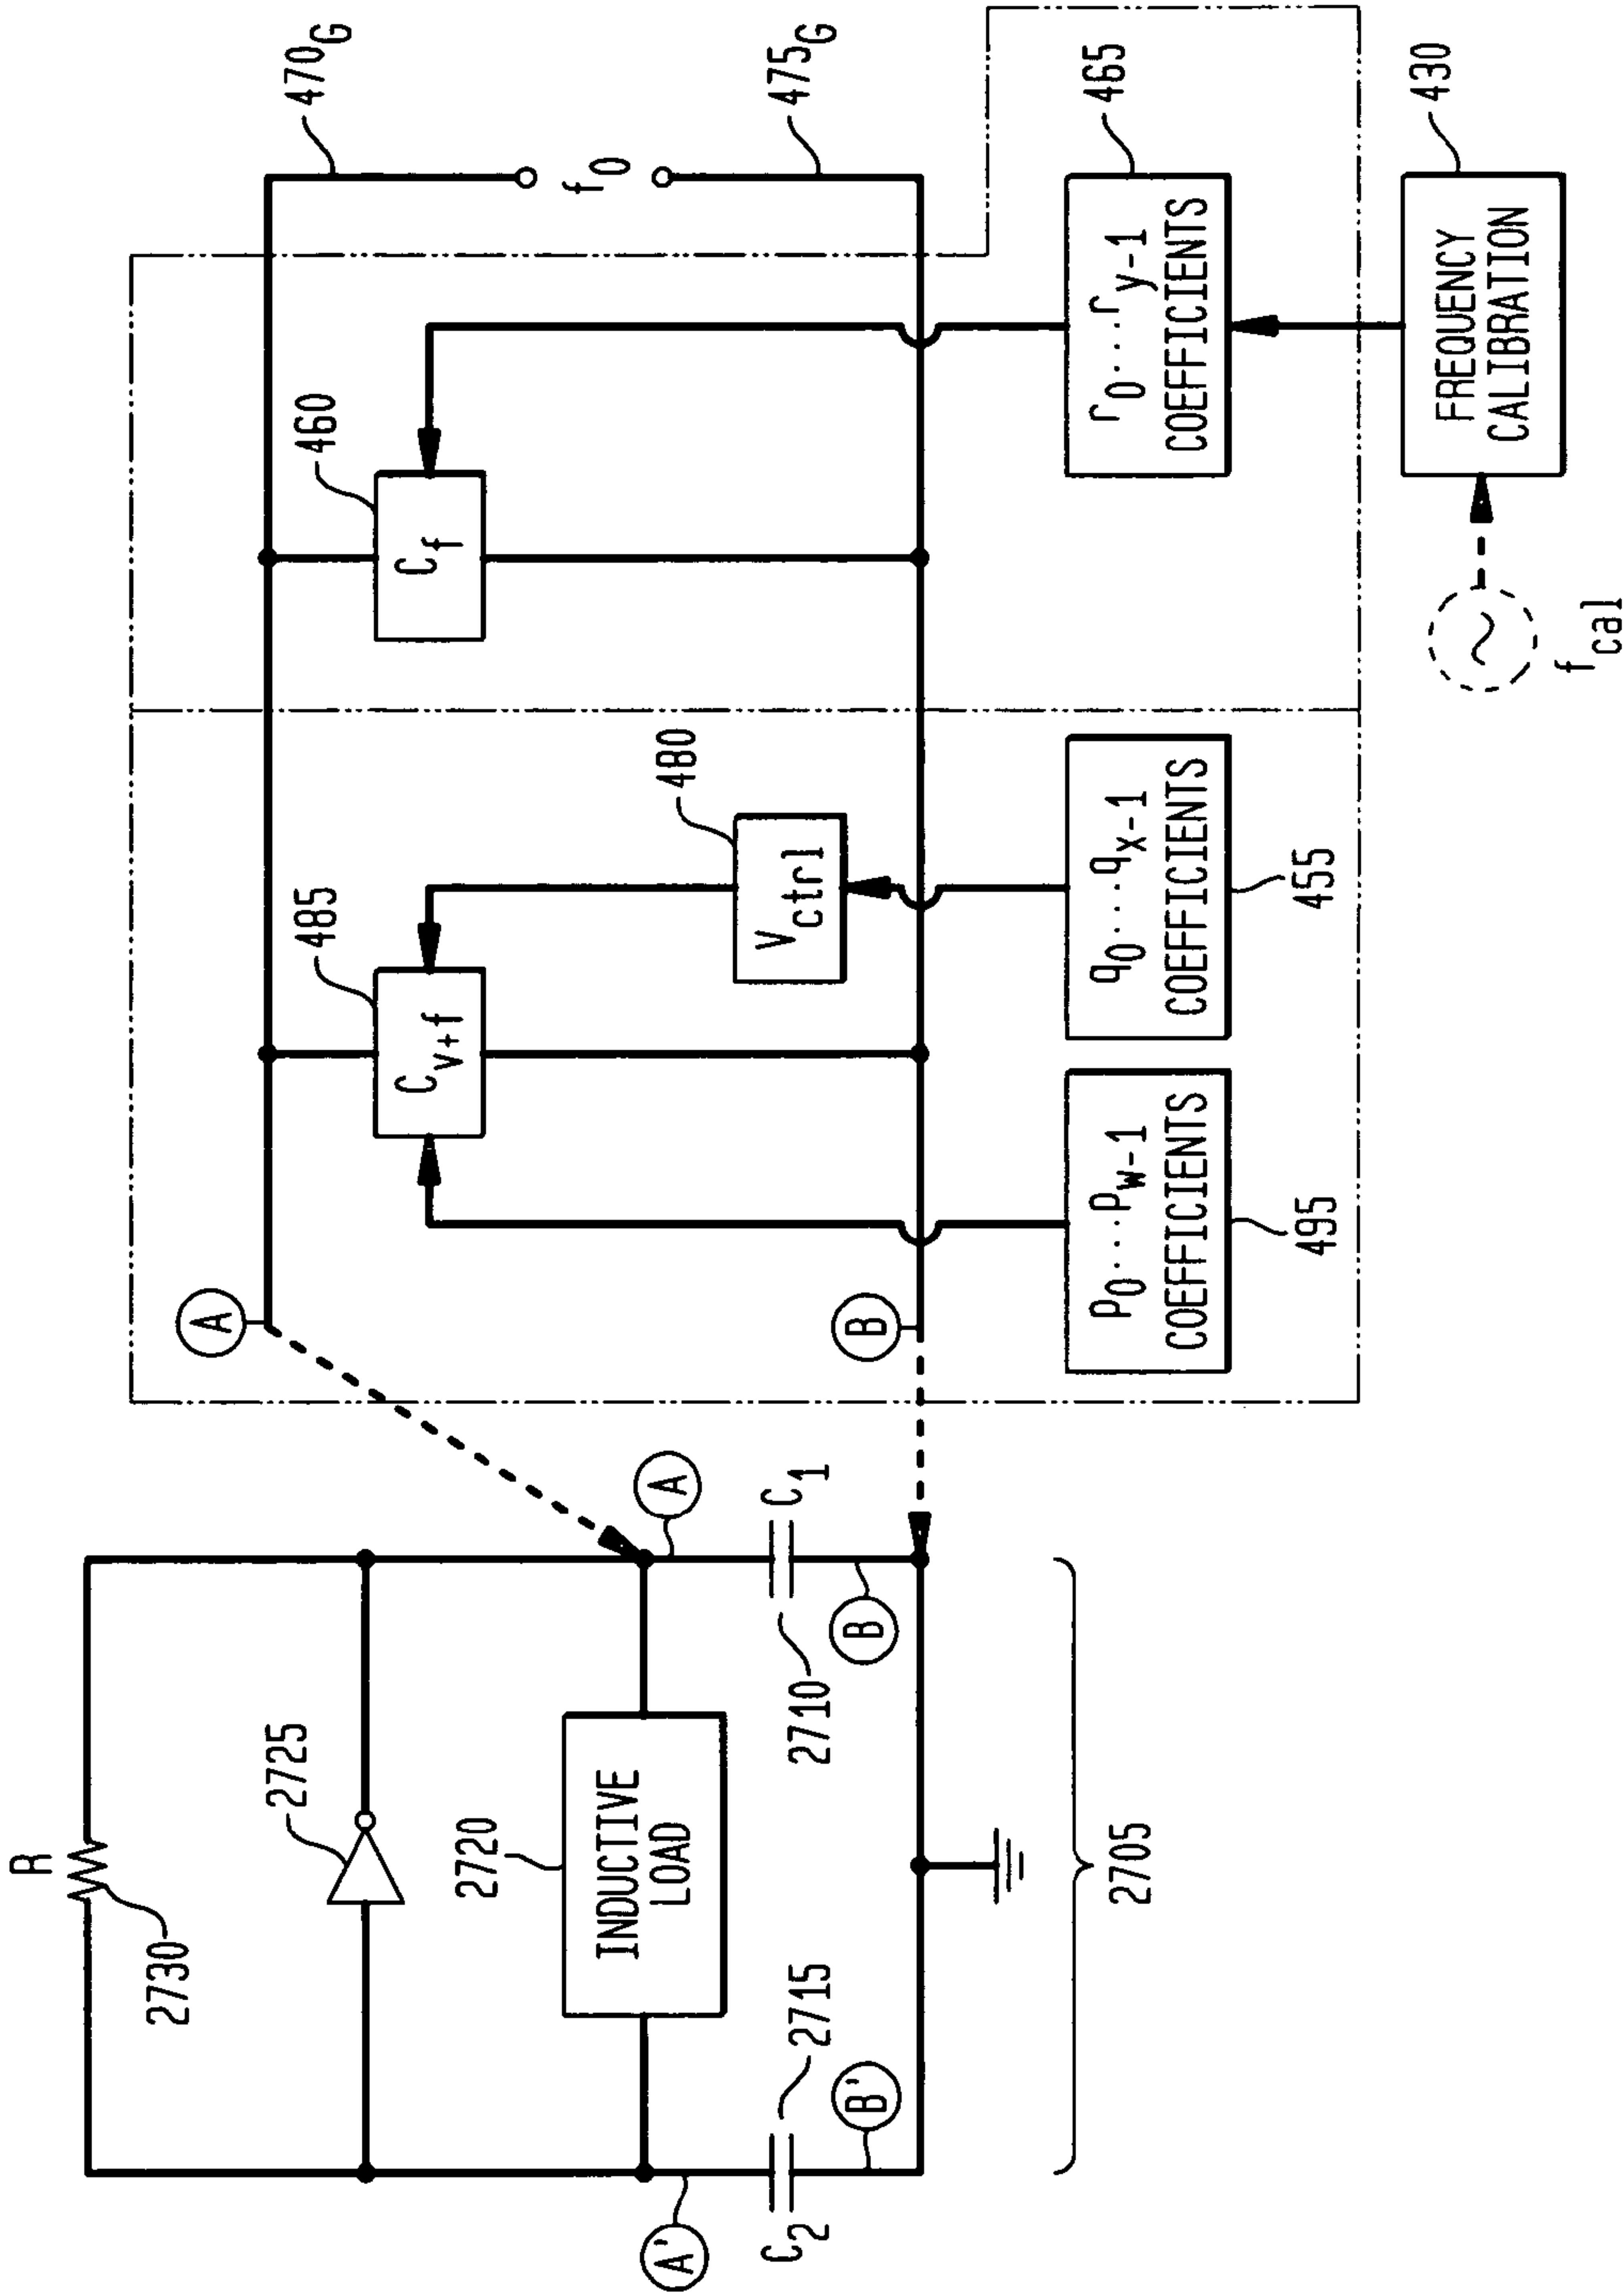 R
2730
2725
2720
INDUCTIVE
LOAD
A'
C2
2715
B'
A
C1
2710
B
2705
A
B
485
Cv+f
480
Vctrl
460
Cf
470G
f0
475G
p0...pw-1
COEFFICIENTS
495
q0...qx-1
COEFFICIENTS
455
r0...ry-1
COEFFICIENTS
465
FREQUENCY
CALIBRATION
430
~
fcal